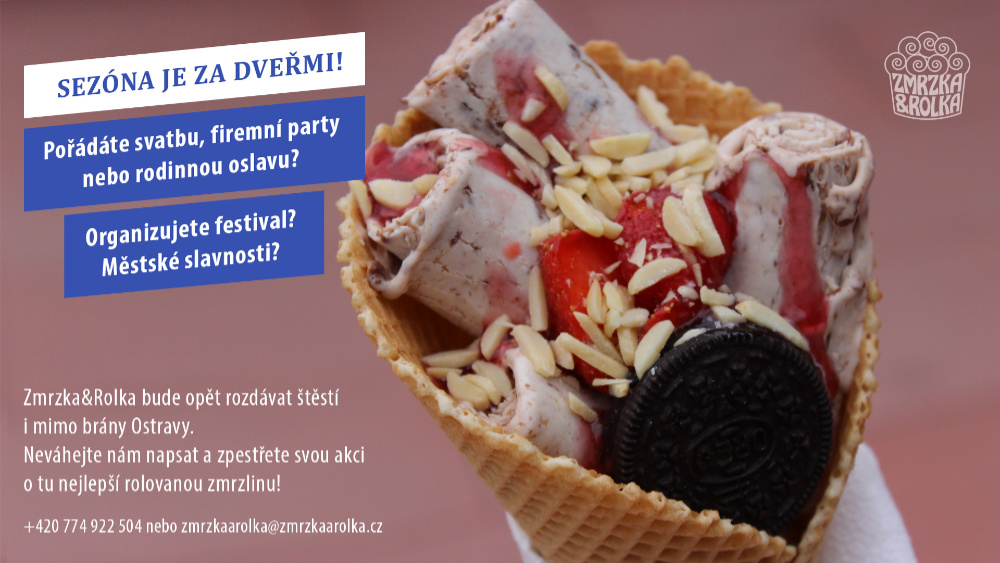 SEZÓNA JE ZA DVEŘMI!
Pořádáte svatbu, firemní party
nebo rodinnou oslavu?
Organizujete festival?
Městské slavnosti?
ZMRZKA
&ROLKA
Zmrzka&Rolka bude opět rozdávat štěstí
i mimo brány Ostravy.
Neváhejte nám napsat a zpestřete svou akci
o tu nejlepší rolovanou zmrzlinu!
+420 774 922 504 nebo zmrzkaarolka@zmrzkaarolka.cz
OREO